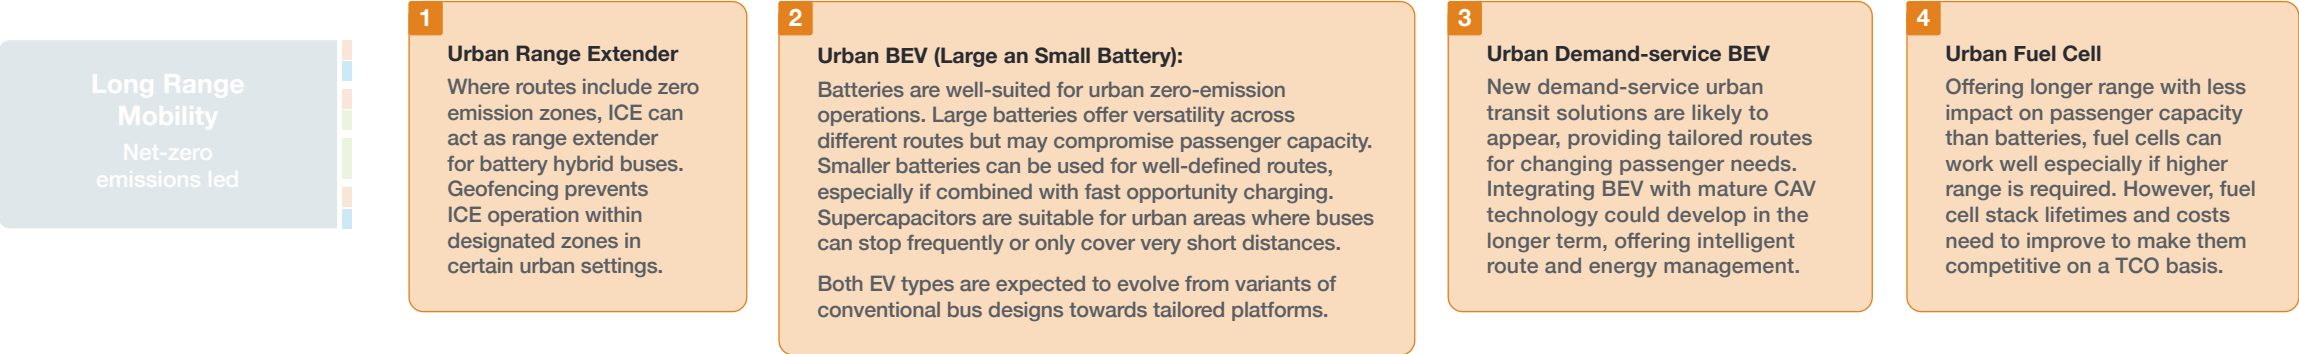 Long Range
Mobility
Net-zero
emissions led
1
Urban Range Extender
Where routes include zero
emission zones, ICE can
act as range extender
for battery hybrid buses.
Geofencing prevents
ICE operation within
designated zones in
certain urban settings.
2
Urban BEV (Large an Small Battery):
Batteries are well-suited for urban zero-emission
operations. Large batteries offer versatility across
different routes but may compromise passenger capacity.
Smaller batteries can be used for well-defined routes,
especially if combined with fast opportunity charging.
Supercapacitors are suitable for urban areas where buses
can stop frequently or only cover very short distances.
Both EV types are expected to evolve from variants of
conventional bus designs towards tailored platforms.
3
Urban Demand-service BEV
New demand-service urban
transit solutions are likely to
appear, providing tailored routes
for changing passenger needs.
Integrating BEV with mature CAV
technology could develop in the
longer term, offering intelligent
route and energy management.
4
Urban Fuel Cell
Offering longer range with less
impact on passenger capacity
than batteries, fuel cells can
work well especially if higher
range is required. However, fuel
cell stack lifetimes and costs
need to improve to make them
competitive on a TCO basis.